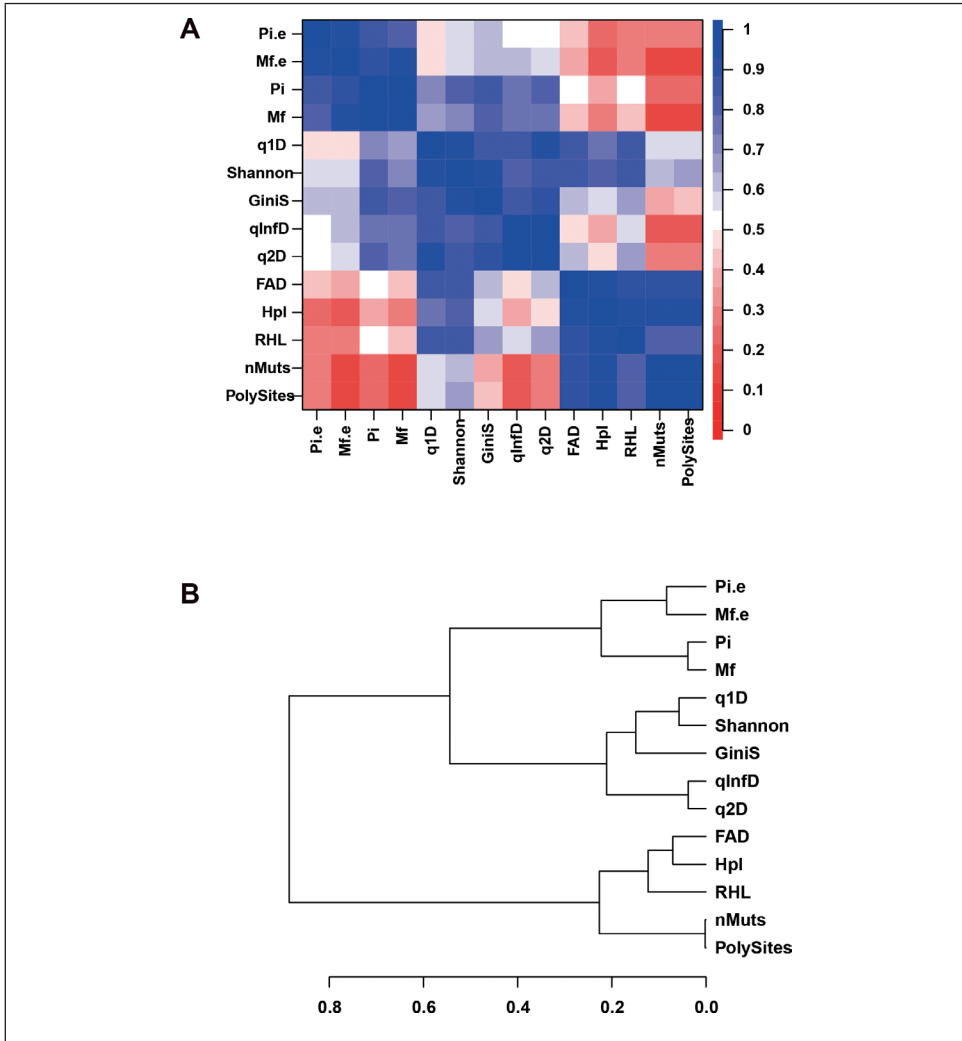 A
Pi.e
Mf.e
Pi
Mf
q1D
Shannon
GiniS
qInfD
q2D
FAD
Hpl
RHL
nMuts
PolySites
1
0.9
0.8
0.7
0.6
0.5
0.4
0.3
0.2
0.1
0
Pi.e
Mf.e
Pi
Mf
q1D
Shannon
GiniS
qInfD
q2D
FAD
Hpl
RHL
nMuts
PolySites
B
Pi.e
Mf.e
Pi
Mf
q1D
Shannon
GiniS
qInfD
q2D
FAD
Hpl
RHL
nMuts
PolySites
0.8 0.6 0.4 0.2 0.0